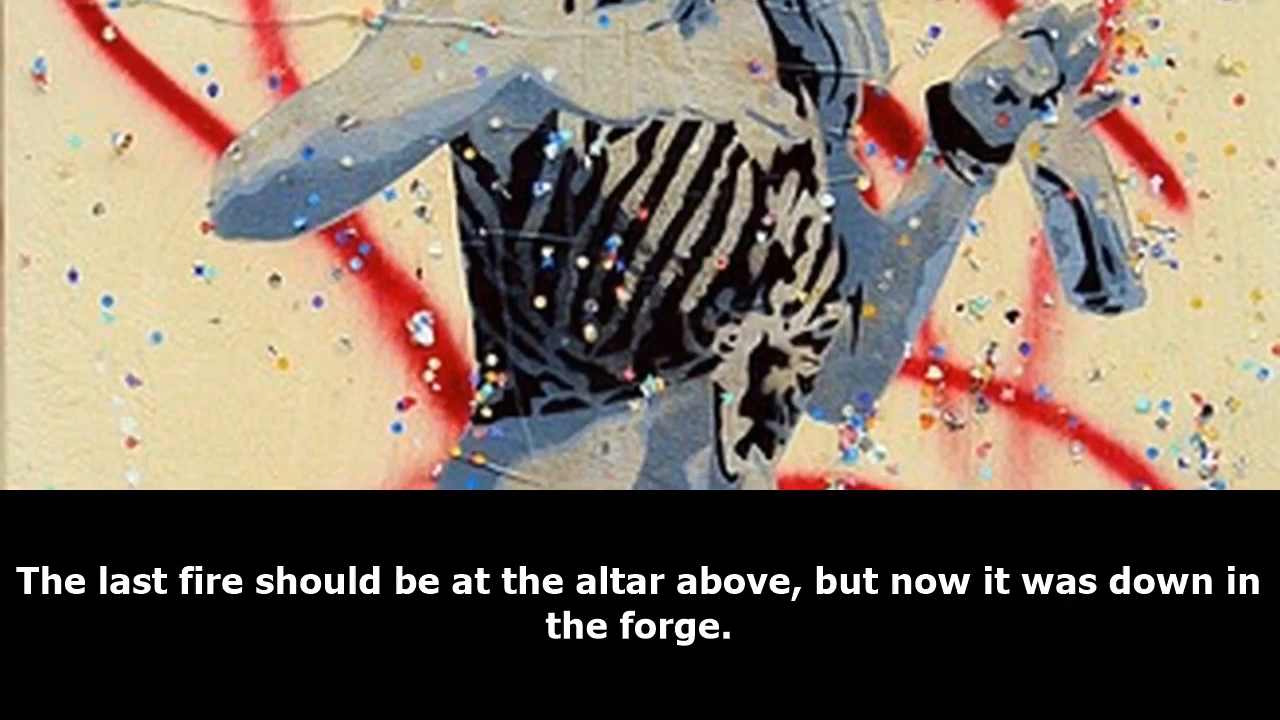 The last fire should be at the altar above, but now it was down in
the forge.